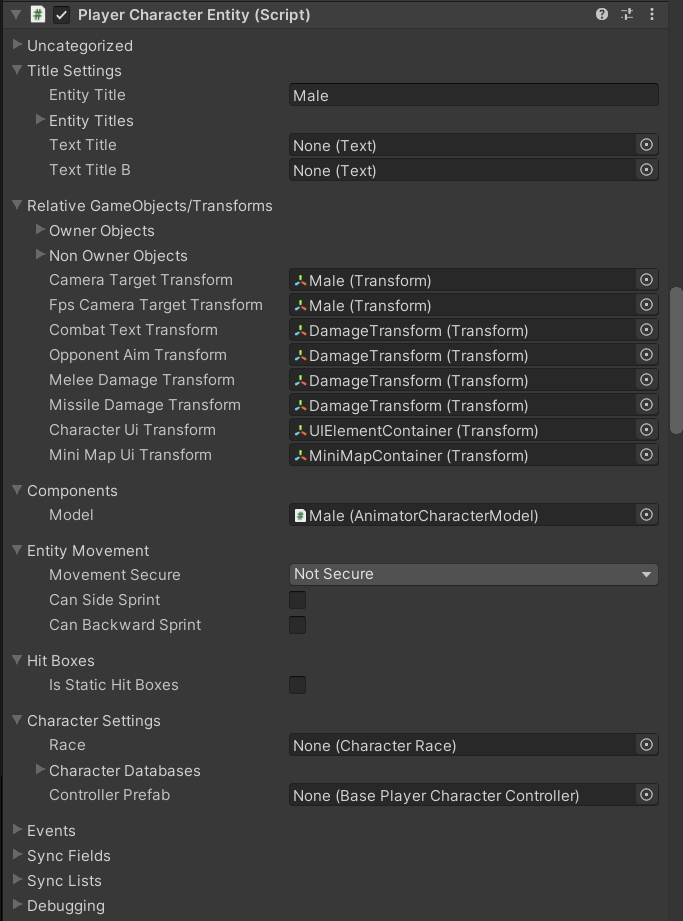 Player Character Entity (Script)
Uncategorized
Title Settings
Entity Title Male
Entity Titles
Text Title None (Text)
Text Title B None (Text)
Relative GameObjects/Transforms
Owner Objects
Non Owner Objects
Camera Target Transform Male (Transform)
Fps Camera Target Transform Male (Transform)
Combat Text Transform DamageTransform (Transform)
Opponent Aim Transform DamageTransform (Transform)
Melee Damage Transform DamageTransform (Transform)
Missile Damage Transform DamageTransform (Transform)
Character Ui Transform UIElementContainer (Transform)
Mini Map Ui Transform MiniMapContainer (Transform)
Components
Model Male (AnimatorCharacterModel)
Entity Movement
Movement Secure Not Secure
Can Side Sprint
Can Backward Sprint
Hit Boxes
Is Static Hit Boxes
Character Settings
Race None (Character Race)
Character Databases
Controller Prefab None (Base Player Character Controller)
Events
Sync Fields
Sync Lists
Debugging